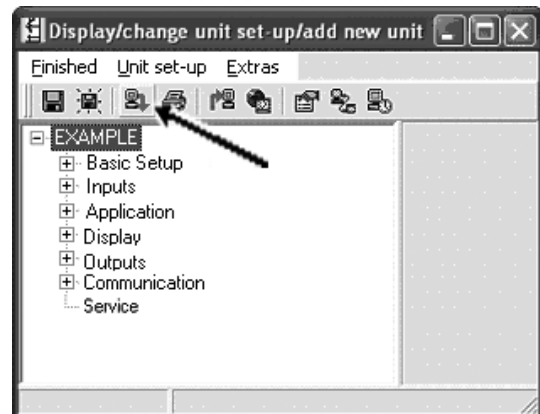 Display/change unit set-up/add new unit
Finished Unit set-up Extras
EXAMPLE
Basic Setup
Inputs
Application
Display
Outputs
Communication
Service